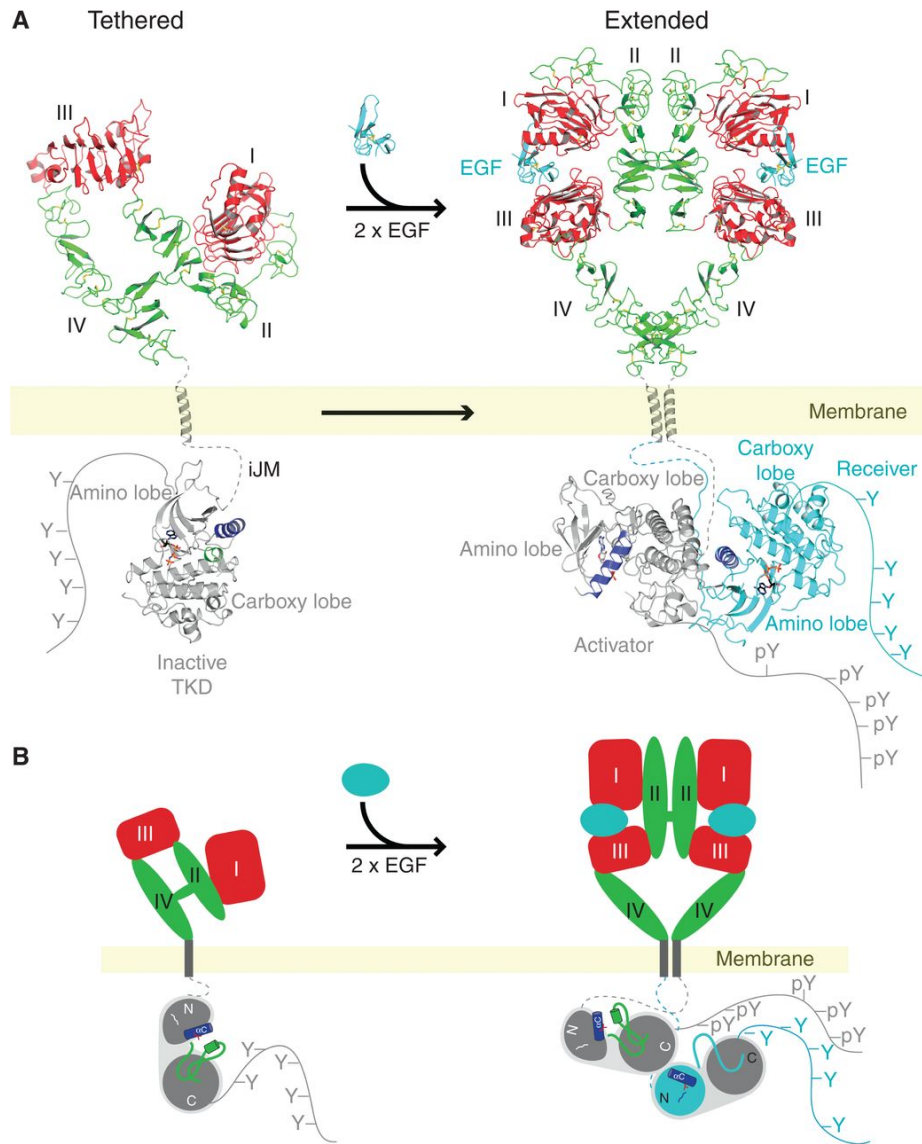 A
Tethered
Extended
II
II
III
I
I
I
EGF
EGF
2 x EGF
III
III
IV
II
IV
IV
Membrane
iJM
Amino lobe
Y
Y
Y
Y
Y
Carboxy lobe
Inactive
TKD
Carboxy lobe
Carboxy
lobe
Receiver
Amino lobe
Amino lobe
Activator
Y
Y
Y
Y
Y
pY
pY
pY
pY
B
III
II
I
IV
2 x EGF
I
II
II
I
III
III
IV
IV
Membrane
N
αC
C
Y
Y
Y
Y
Y
N
αC
C
αC
N
C
pY
pY
pY
pY
pY
Y
Y
Y
Y
Y